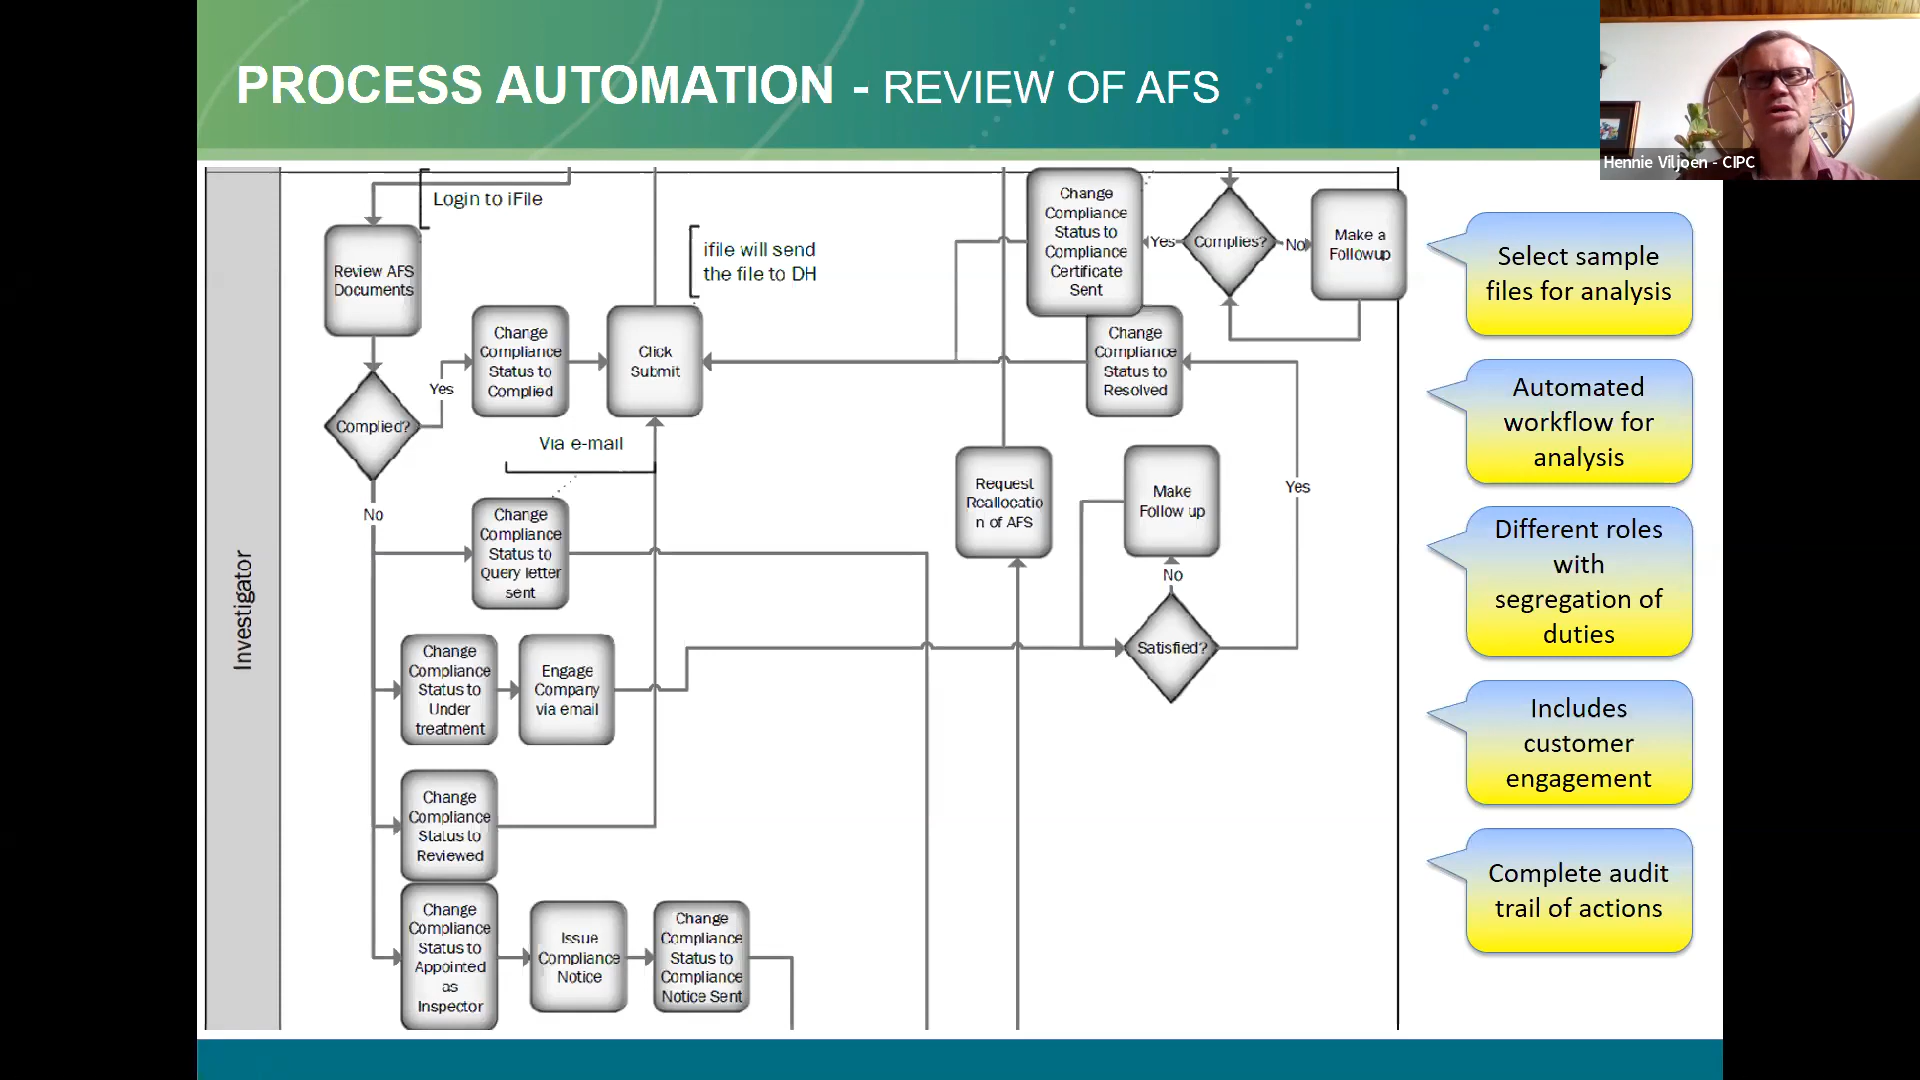 PROCESS AUTOMATION - REVIEW OF AFS
Hennie Viljoen - CIPC
Investigator
Login to iFile
Review AFS
Documents
Complied?
Yes
No
Change
Compliance
Status to
Complied
Click
Submit
ifile will send
the file to DH
Via e-mail
Change
Compliance
Status to
Query letter
sent
Change
Compliance
Status to
Under
treatment
Engage
Company
via email
Change
Compliance
Status to
Reviewed
Change
Compliance
Status to
Appointed
as
Inspector
Issue
Compliance
Notice
Change
Compliance
Status to
Compliance
Notice Sent
Change
Compliance
Status to
Compliance
Certificate
Sent
Yes
Complies?
No
Make a
Followup
Change
Compliance
Status to
Resolved
Request
Reallocatio
n of AFS
Make
Follow up
No
Satisfied?
Yes
Select sample
files for analysis
Automated
workflow for
analysis
Different roles
with
segregation of
duties
Includes
customer
engagement
Complete audit
trail of actions